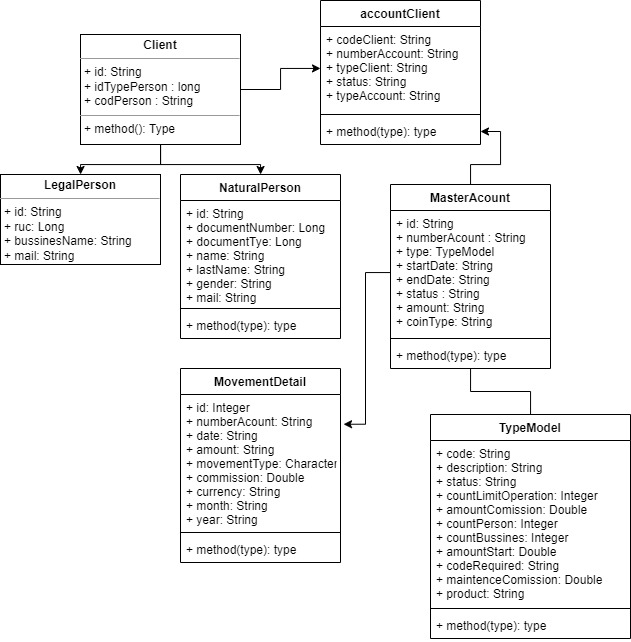 Client
+ id: String
+ idTypePerson : long
+ codPerson : String
+ method(): Type
accountClient
+ codeClient: String
+ numberAccount: String
+ typeClient: String
+ status: String
+ typeAccount: String
+ method(type): type
LegalPerson
+ id: String
+ ruc: Long
+ bussinesName: String
+ mail: String
NaturalPerson
+ id: String
+ documentNumber: Long
+ documentTye: Long
+ name: String
+ lastName: String
+ gender: String
+ mail: String
+ method(type): type
MasterAcount
+ id: String
+ numberAcount : String
+ type: TypeModel
+ startDate: String
+ endDate: String
+ status : String
+ amount: String
+ coinType: String
+ method(type): type
MovementDetail
+ id: Integer
+ numberAcount: String
+ date: String
+ amount: String
+ movementType: Character
+ commission: Double
+ currency: String
+ month: String
+ year: String
+ method(type): type
TypeModel
+ code: String
+ description: String
+ status: String
+ countLimitOperation: Integer
+ amountComission: Double
+ countPerson: Integer
+ countBussines: Integer
+ amountStart: Double
+ codeRequired: String
+ maintenceComission: Double
+ product: String
+ method(type): type